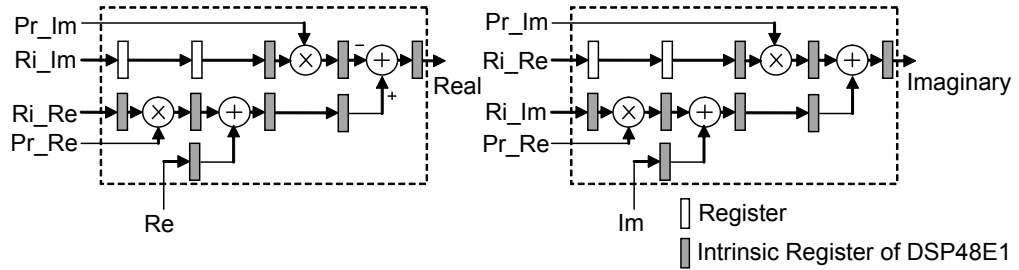 Pr_Im
Ri_Im
−
+
Real
Ri_Re
×
+
+
Pr_Re
Re
Pr_Im
Ri_Re
×
+
Imaginary
Ri_Im
×
+
Pr_Re
Im
Register
Intrinsic Register of DSP48E1